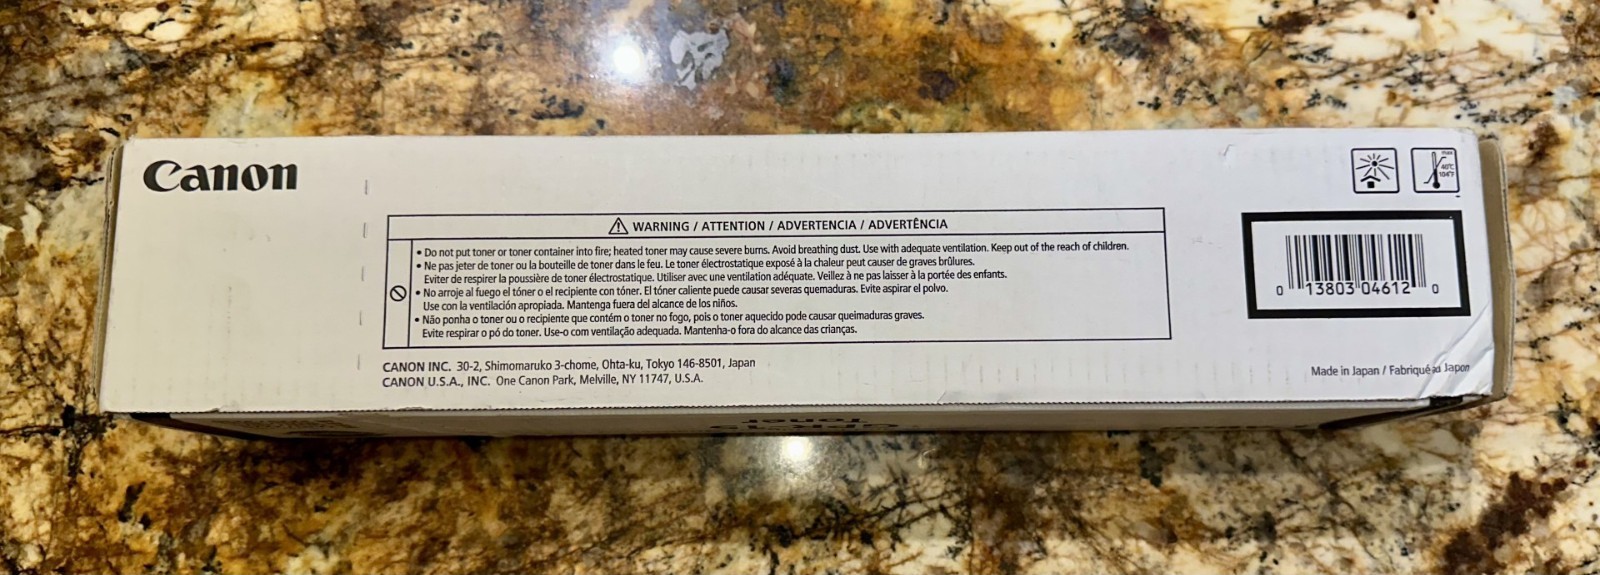 Canon
max
40°C
104°F
WARNING / ATTENTION / ADVERTENCIA / ADVERTÊNCIA
• Do not put toner or toner container into fire; heated toner may cause severe burns. Avoid breathing dust. Use with adequate ventilation. Keep out of the reach of children.
• Ne pas jeter de toner ou la bouteille de toner dans le feu. Le toner électrostatique exposé à la chaleur peut causer de graves brûlures.
Eviter de respirer la poussière de toner électrostatique. Utiliser avec une ventilation adéquate. Veillez à ne pas laisser à la portée des enfants.
• No arroje al fuego el tóner o el recipiente con tóner. El tóner caliente puede causar severas quemaduras. Evite aspirar el polvo.
Use con la ventilación apropiada. Mantenga fuera del alcance de los niños.
• Não ponha o toner ou o recipiente que contém o toner no fogo, pois o toner aquecido pode causar queimaduras graves.
Evite respirar o pó do toner. Use-o com ventilação adequada. Mantenha-o fora do alcance das crianças.
0 13803 04612 0
CANON INC. 30-2, Shimomaruko 3-chome, Ohta-ku, Tokyo 146-8501, Japan
CANON U.S.A., INC. One Canon Park, Melville, NY 11747, U.S.A.
Made in Japan / Fabriqué au Japon
Toner